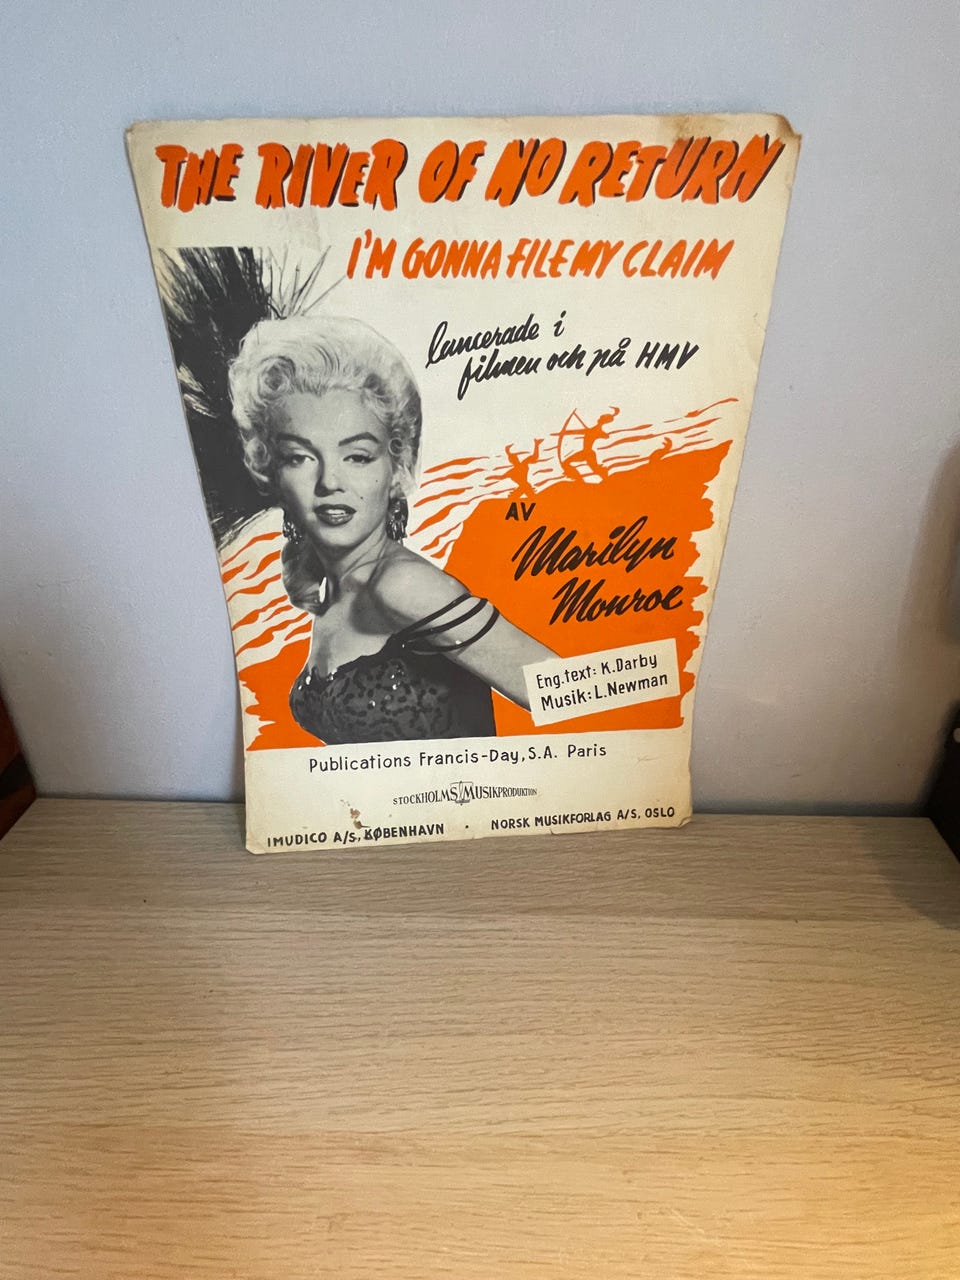 THE RIVER OF NO RETURN
I'M GONNA FILE MY CLAIM
lancerade i
filmen och på HMV
AV
Marilyn
Monroe
Eng.text: K.Darby
Musik: L.Newman
Publications Francis-Day, S.A. Paris
STOCKHOLMS MUSIKPRODUKTION
IMUDICO A/S, KØBENHAVN . NORSK MUSIKFORLAG A/S, OSLO